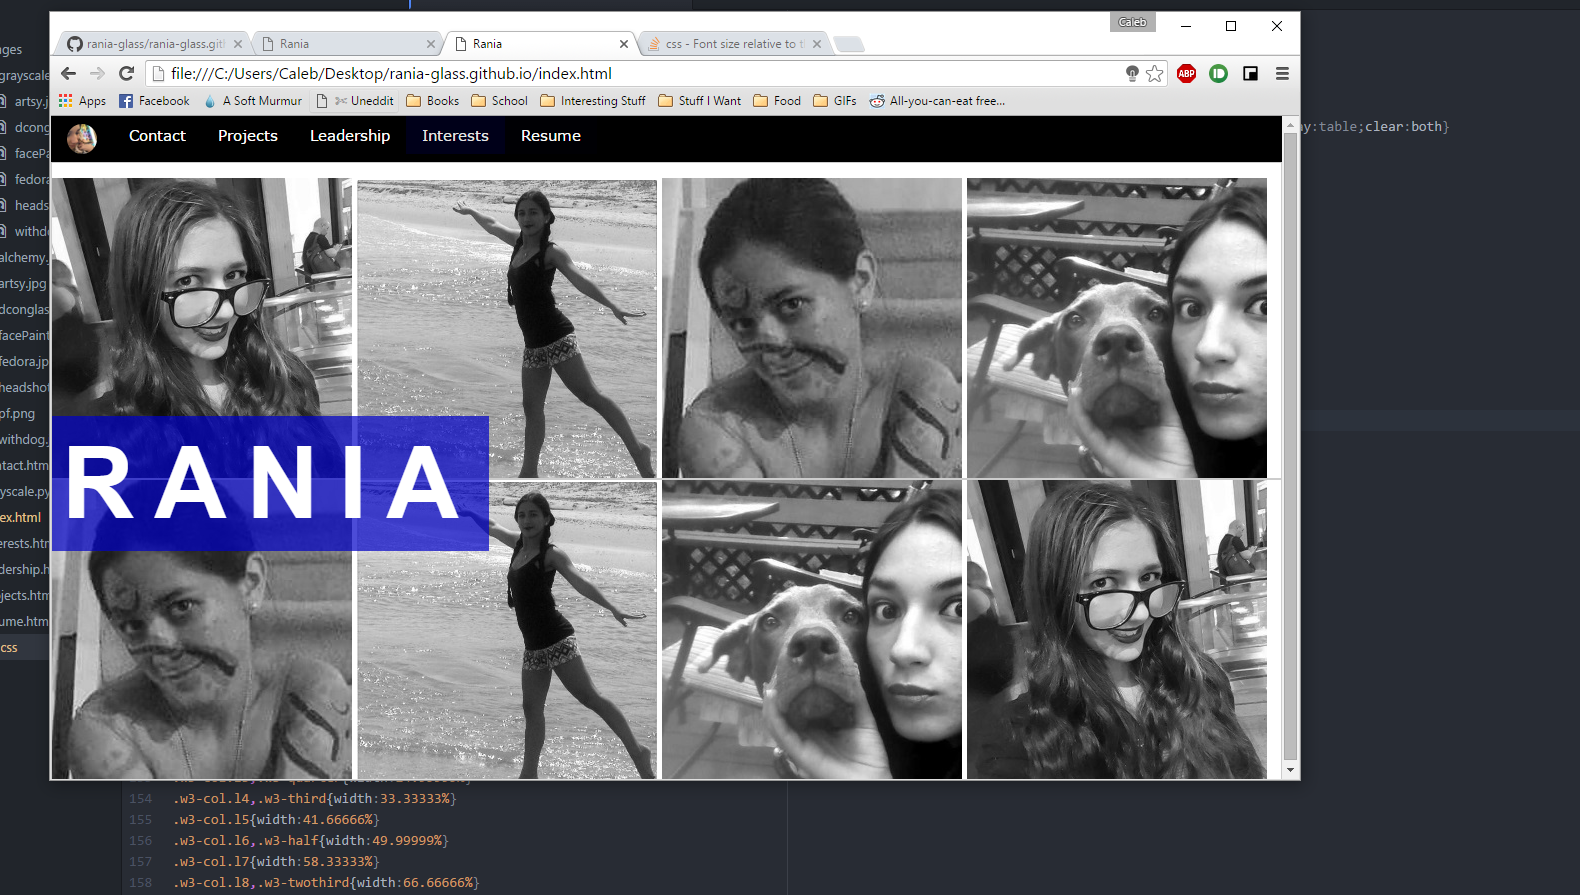 Caleb
rania-glass/rania-glass.git
Rania
Rania
css - Font size relative to t
file:///C:/Users/Caleb/Desktop/rania-glass.github.io/index.html
ABP
Apps
Facebook
A Soft Murmur
Uneddit
Books
School
Interesting Stuff
Stuff I Want
Food
GIFs
All-you-can-eat free...
Contact
Projects
Leadership
Interests
Resume
RANIA
ges
grayscale
artsy.j
dcong
facePa
fedora
heads
withd
alchemy.
artsy.jpg
dconglas
facePaint
fedora.jp
headshot
pf.png
withdog.
ntact.htm
yscale.py
ex.html
erests.htm
dership.h
jects.htm
ume.htm
css
ay:table;clear:both}
154 .w3-col.l4,.w3-third{width:33.33333%}
155 .w3-col.l5{width:41.66666%}
156 .w3-col.l6,.w3-half{width:49.99999%}
157 .w3-col.l7{width:58.33333%}
158 .w3-col.l8,.w3-twothird{width:66.66666%}